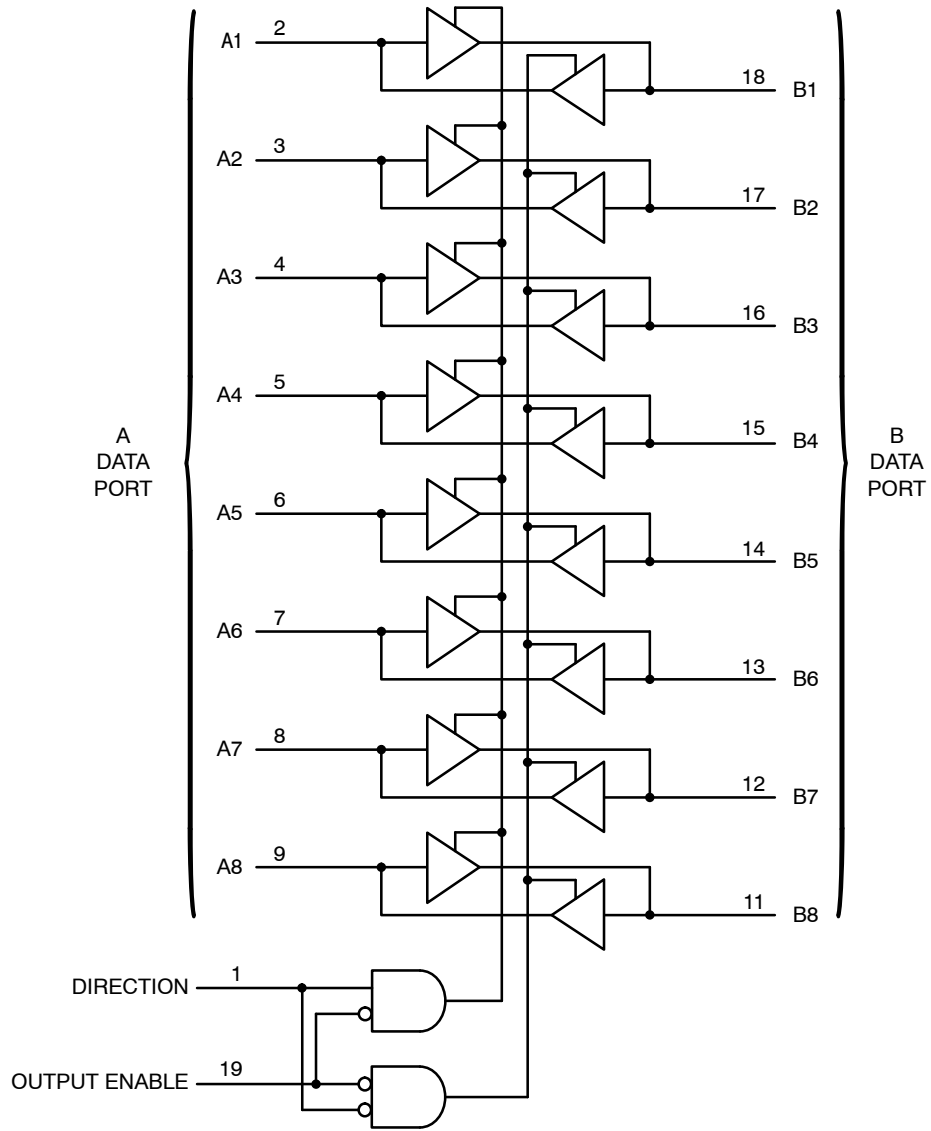 A1 2
18 B1
A2 3
17 B2
A3 4
16 B3
A4 5
15 B4
A
DATA
PORT
B
DATA
PORT
A5 6
14 B5
A6 7
13 B6
A7 8
12 B7
A8 9
11 B8
DIRECTION 1
OUTPUT ENABLE 19